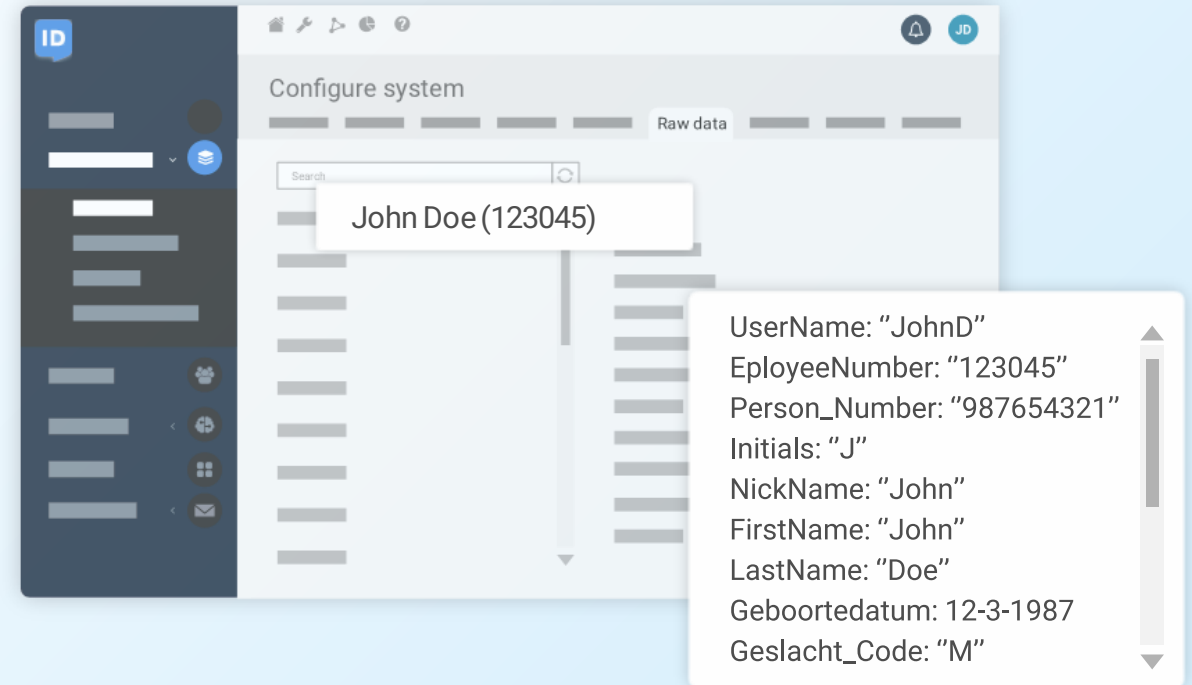 ID
JD
Configure system
Raw data
Search
John Doe (123045)
UserName: ‘’JohnD’’
EployeeNumber: ‘’123045’’
Person_Number: ‘’987654321’’
Initials: ‘’J’’
NickName: ‘’John’’
FirstName: ‘’John’’
LastName: ‘’Doe’’
Geboortedatum: 12-3-1987
Geslacht_Code: ‘’M’’